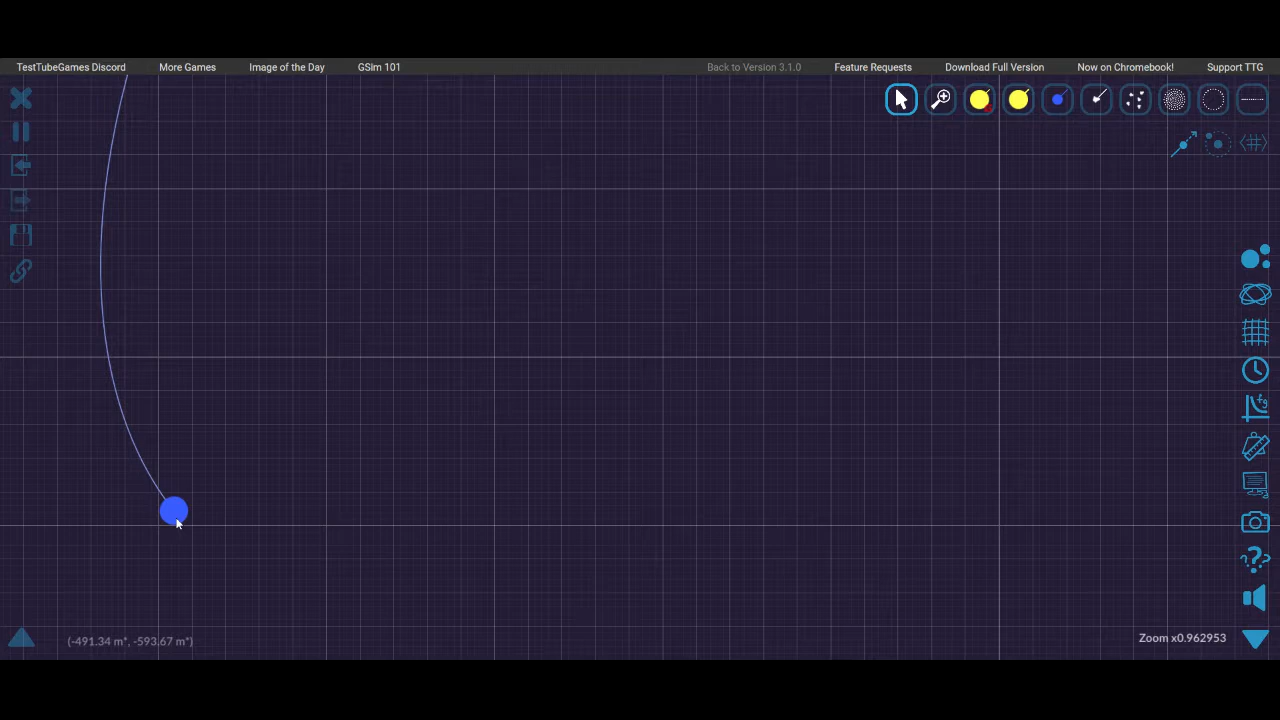 TestTubeGames Discord More Games Image of the Day GSim 101 Back to Version 3.1.0 Feature Requests Download Full Version Now on Chromebook! Support TTG
(-491.34 m*, -593.67 m*)
Zoom x0.962953